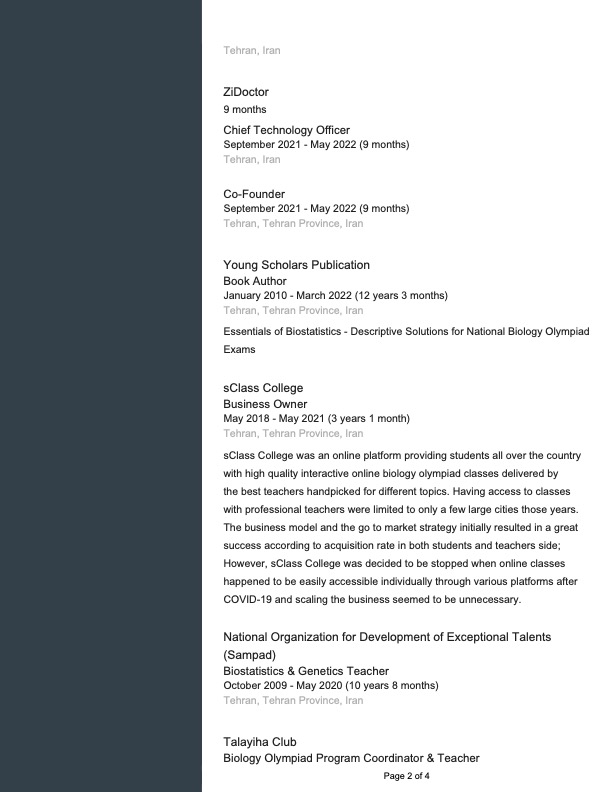 Tehran, Iran
ZiDoctor
9 months
Chief Technology Officer
September 2021 - May 2022 (9 months)
Tehran, Iran
Co-Founder
September 2021 - May 2022 (9 months)
Tehran, Tehran Province, Iran
Young Scholars Publication
Book Author
January 2010 - March 2022 (12 years 3 months)
Tehran, Tehran Province, Iran
Essentials of Biostatistics - Descriptive Solutions for National Biology Olympiad
Exams
sClass College
Business Owner
May 2018 - May 2021 (3 years 1 month)
Tehran, Tehran Province, Iran
sClass College was an online platform providing students all over the country
with high quality interactive online biology olympiad classes delivered by
the best teachers handpicked for different topics. Having access to classes
with professional teachers were limited to only a few large cities those years.
The business model and the go to market strategy initially resulted in a great
success according to acquisition rate in both students and teachers side;
However, sClass College was decided to be stopped when online classes
happened to be easily accessible individually through various platforms after
COVID-19 and scaling the business seemed to be unnecessary.
National Organization for Development of Exceptional Talents
(Sampad)
Biostatistics & Genetics Teacher
October 2009 - May 2020 (10 years 8 months)
Tehran, Tehran Province, Iran
Talayiha Club
Biology Olympiad Program Coordinator & Teacher
Page 2 of 4